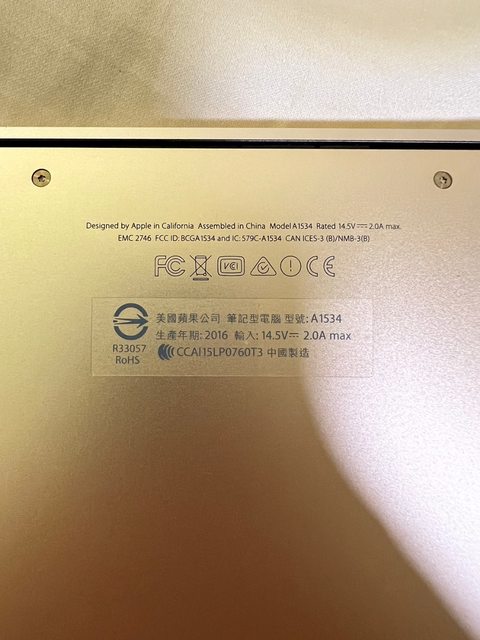 Designed by Apple in California Assembled in China Model A1534 Rated 14.5V⎓ 2.0A max.
EMC 2746 FCC ID: BCGA1534 and IC: 579C-A1534 CAN ICES-3 (B)/NMB-3(B)
FC VCI CE
美國蘋果公司 筆記型電腦 型號: A1534
生產年期: 2016 輸入: 14.5V⎓ 2.0A max
R33057
RoHS
CCAI15LP0760T3 中國製造